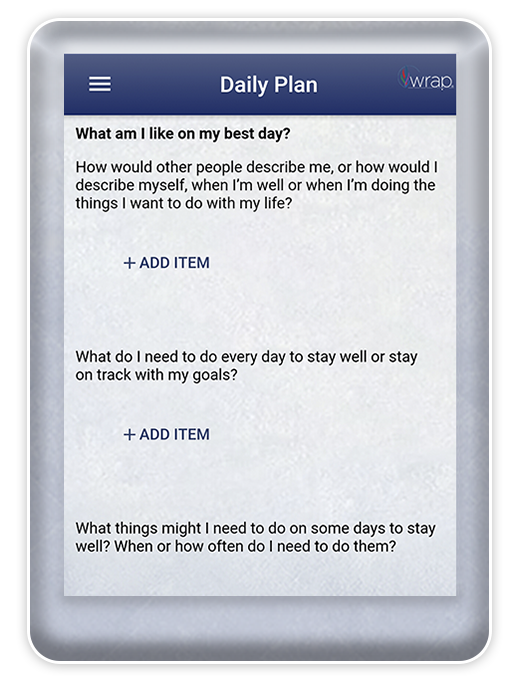 Daily Plan
wrap.
What am I like on my best day?
How would other people describe me, or how would I
describe myself, when I'm well or when I'm doing the
things I want to do with my life?
+ ADD ITEM
What do I need to do every day to stay well or stay
on track with my goals?
+ ADD ITEM
What things might I need to do on some days to stay
well? When or how often do I need to do them?